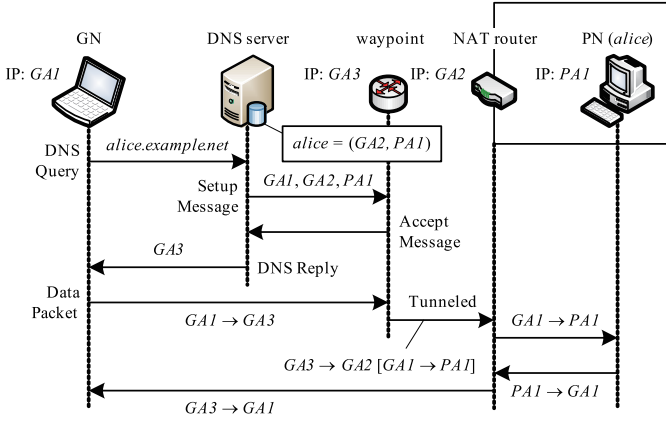 GN
DNS server
waypoint
NAT router
PN (alice)
IP: GA1
IP: GA3
IP: GA2
IP: PA1
DNS
Query
alice.example.net
alice = (GA2, PA1)
Setup
Message
GA1, GA2, PA1
Accept
Message
GA3
DNS Reply
Data
Packet
GA1 → GA3
Tunneled
GA1 → PA1
GA3 → GA2 [GA1 → PA1]
PA1 → GA1
GA3 → GA1